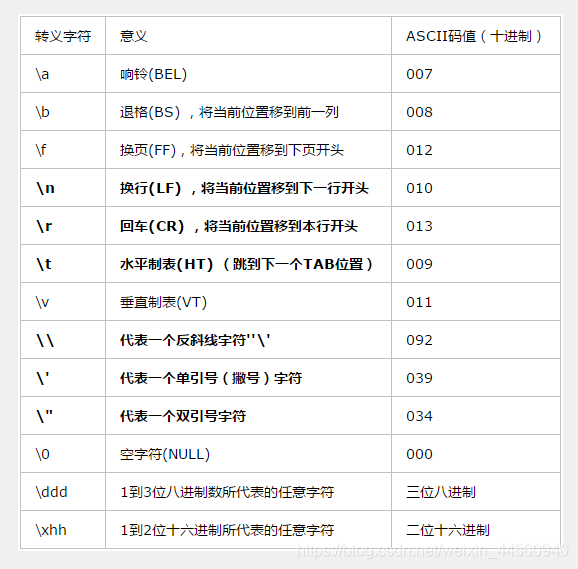 转义字符 意义 ASCII码值（十进制）
\a 响铃(BEL) 007
\b 退格(BS) ，将当前位置移到前一列 008
\f 换页(FF)，将当前位置移到下页开头 012
\n 换行(LF) ，将当前位置移到下一行开头 010
\r 回车(CR) ，将当前位置移到本行开头 013
\t 水平制表(HT) （跳到下一个TAB位置） 009
\v 垂直制表(VT) 011
\\ 代表一个反斜线字符''\' 092
\' 代表一个单引号（撇号）字符 039
\" 代表一个双引号字符 034
\0 空字符(NULL) 000
\ddd 1到3位八进制数所代表的任意字符 三位八进制
\xhh 1到2位十六进制所代表的任意字符 二位十六进制
https://blog.csdn.net/weixin_44560949